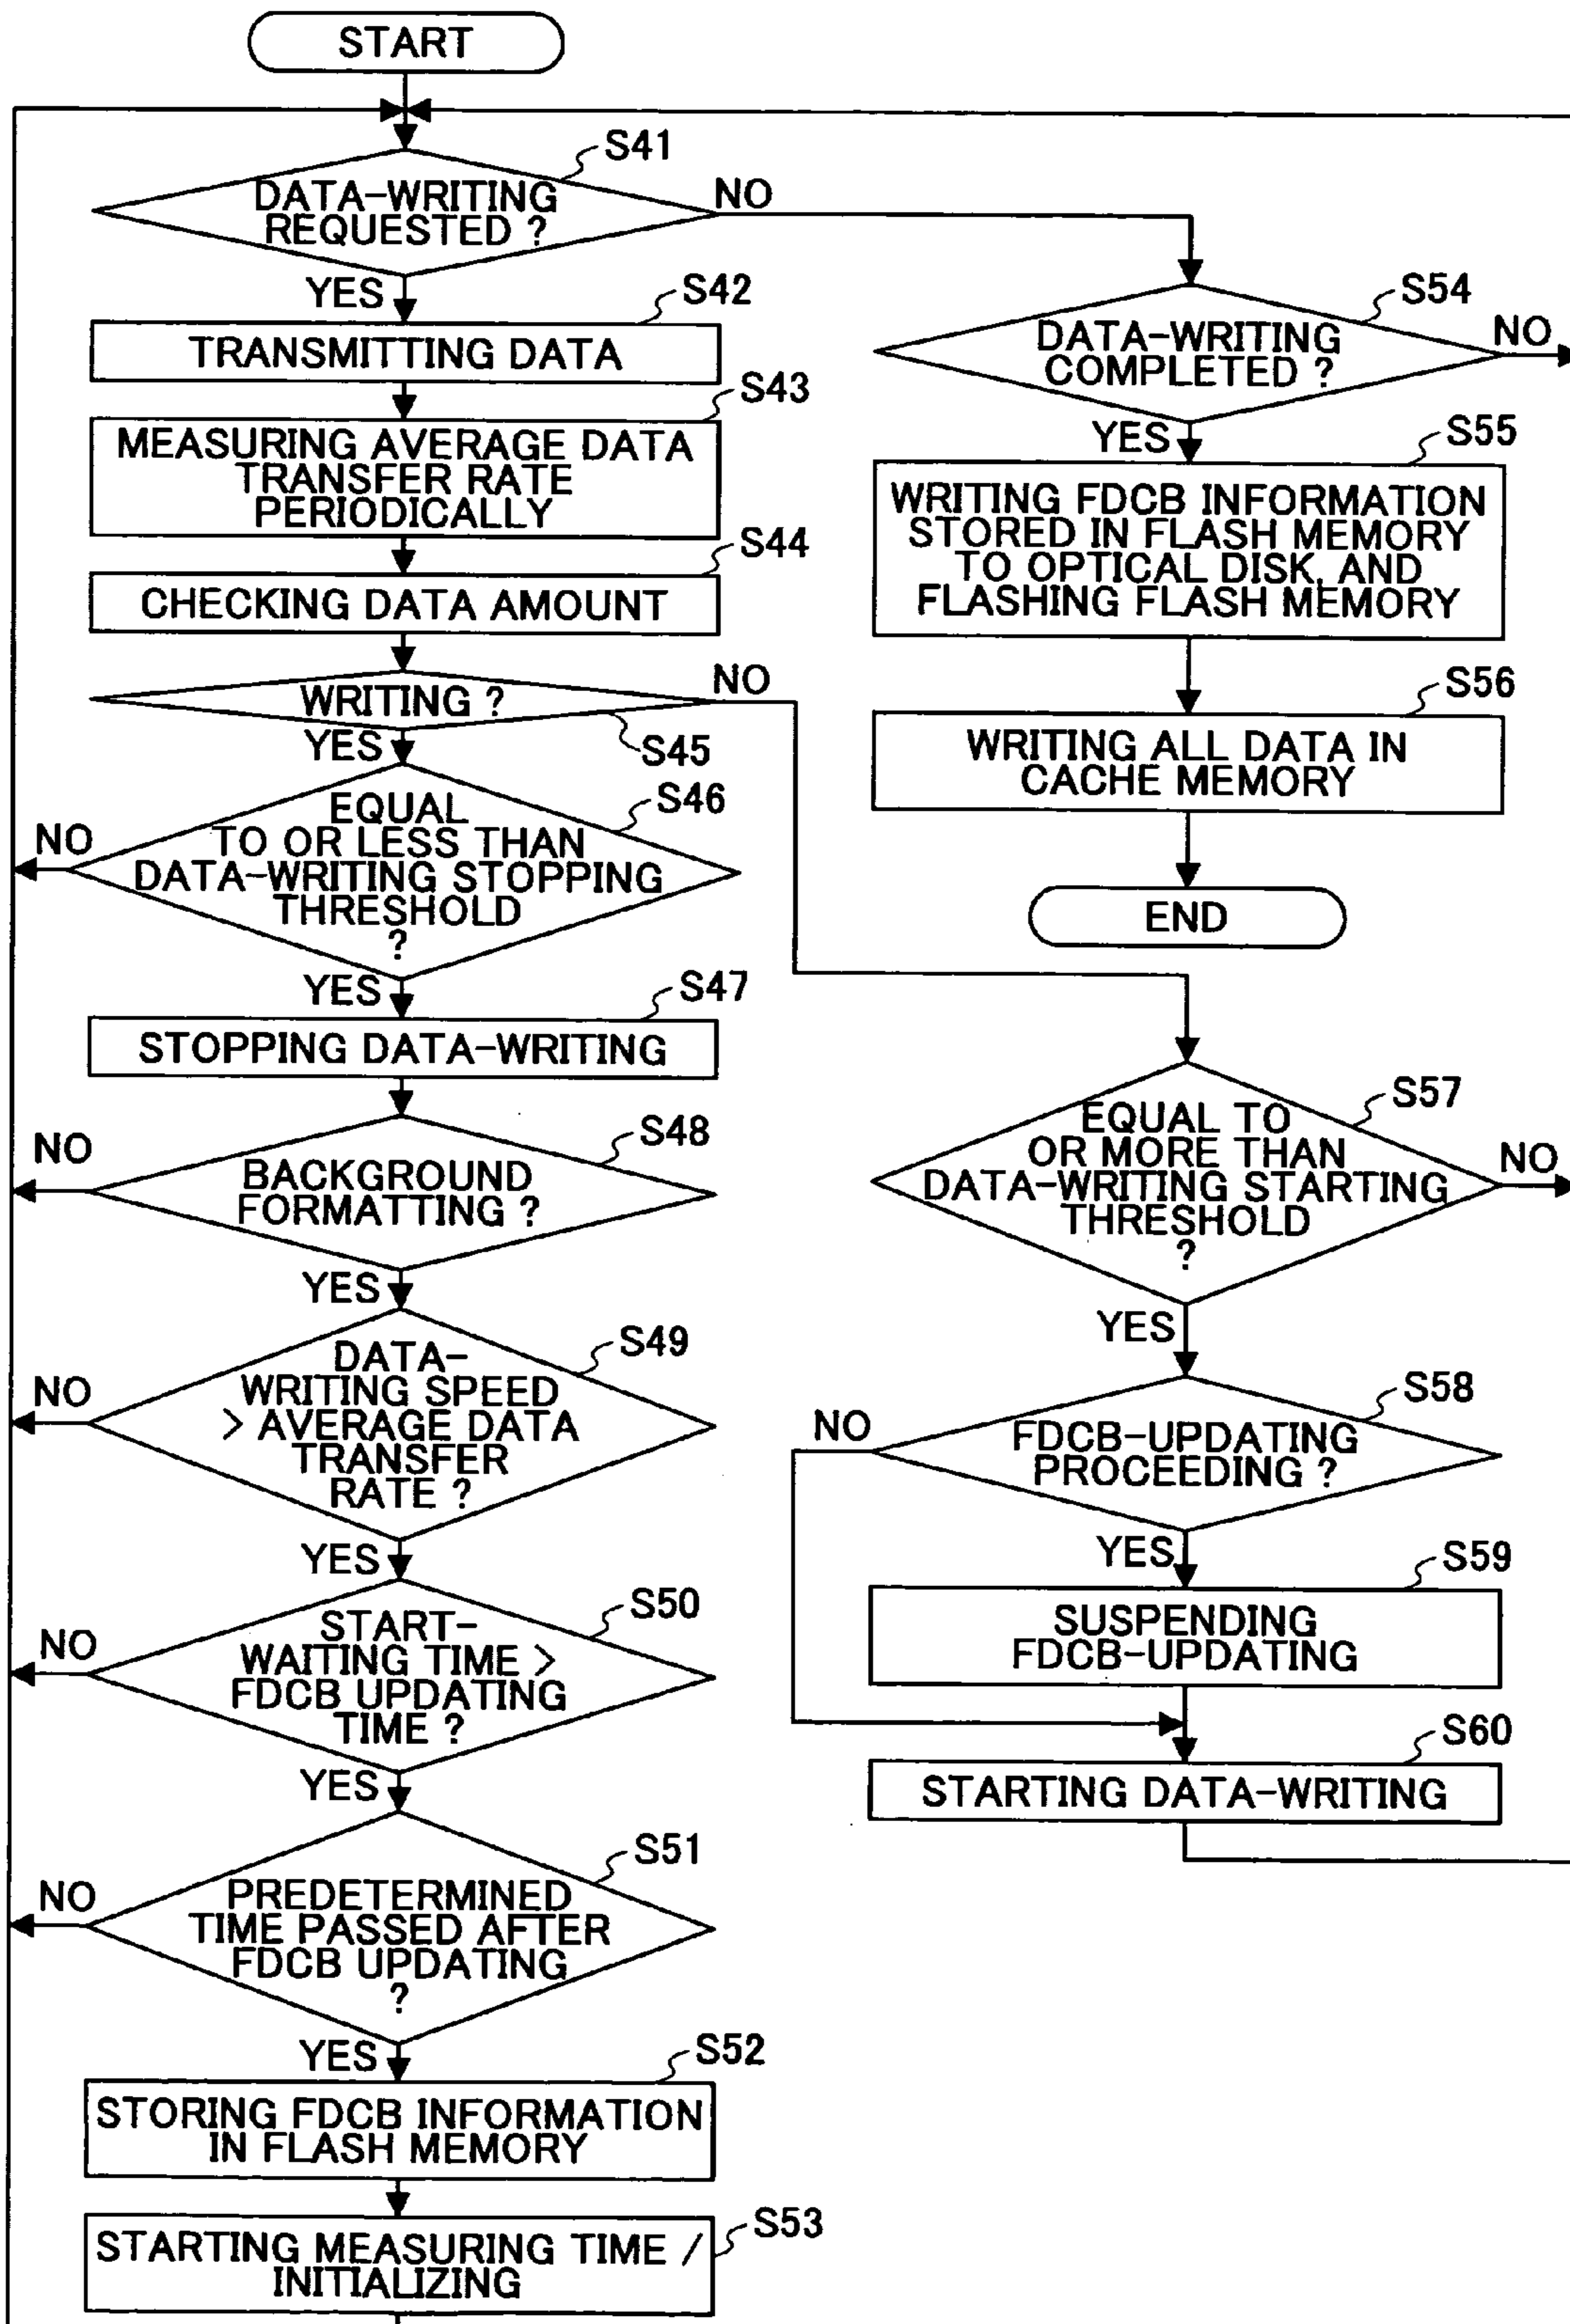 START
S41
DATA-WRITING
REQUESTED ?
NO
YES
S42
TRANSMITTING DATA
S43
MEASURING AVERAGE DATA
TRANSFER RATE
PERIODICALLY
S44
CHECKING DATA AMOUNT
WRITING ?
NO
YES
S45
EQUAL
TO OR LESS THAN
DATA-WRITING STOPPING
THRESHOLD
?
S46
NO
YES
S47
STOPPING DATA-WRITING
S48
NO
BACKGROUND
FORMATTING ?
YES
S49
DATA-
WRITING SPEED
> AVERAGE DATA
TRANSFER
RATE ?
NO
YES
S50
START-
WAITING TIME >
FDCB UPDATING
TIME ?
NO
YES
S51
PREDETERMINED
TIME PASSED AFTER
FDCB UPDATING
?
NO
YES
S52
STORING FDCB INFORMATION
IN FLASH MEMORY
S53
STARTING MEASURING TIME /
INITIALIZING
S54
DATA-WRITING
COMPLETED ?
NO
YES
S55
WRITING FDCB INFORMATION
STORED IN FLASH MEMORY
TO OPTICAL DISK, AND
FLASHING FLASH MEMORY
S56
WRITING ALL DATA IN
CACHE MEMORY
END
S57
EQUAL TO
OR MORE THAN
DATA-WRITING STARTING
THRESHOLD
?
NO
YES
S58
FDCB-UPDATING
PROCEEDING ?
NO
YES
S59
SUSPENDING
FDCB-UPDATING
S60
STARTING DATA-WRITING